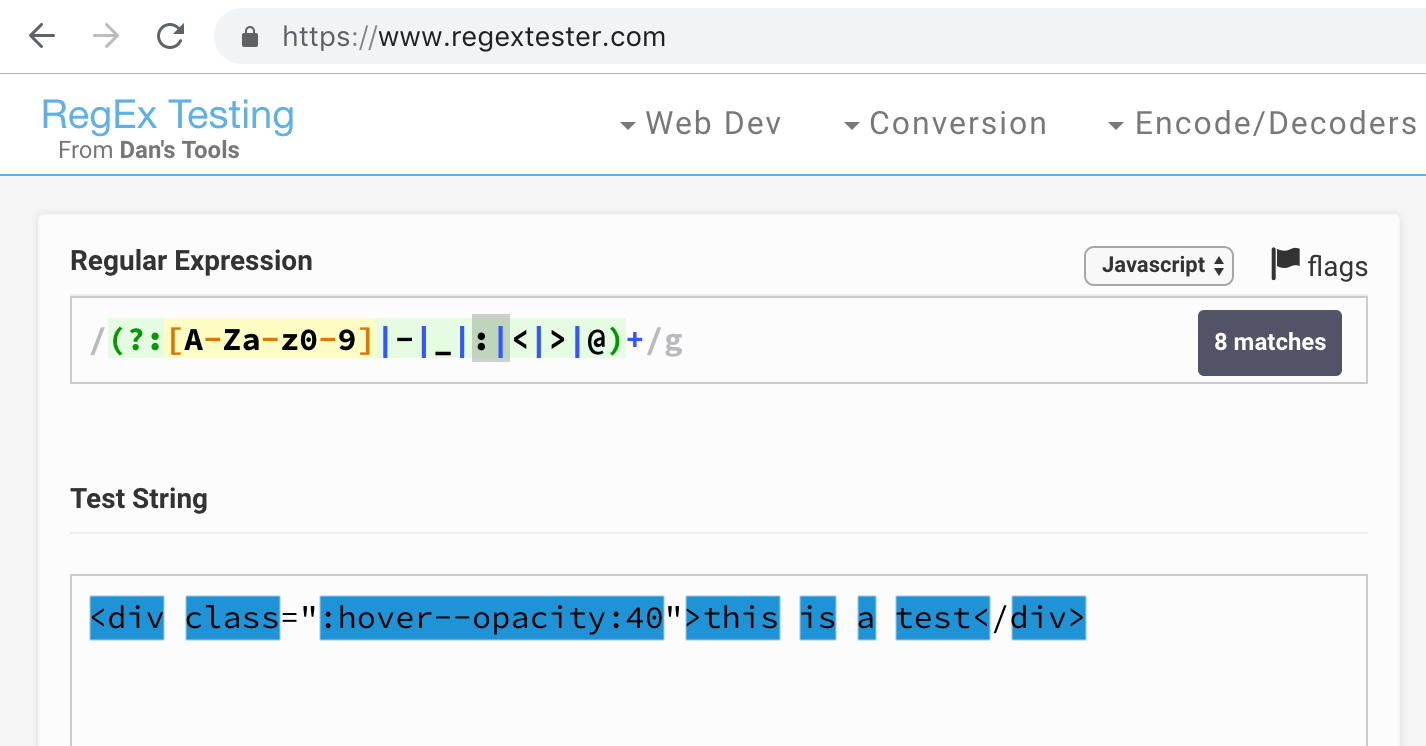 https://www.regextester.com
RegEx Testing
From Dan's Tools
Web Dev Conversion Encode/Decoders
Regular Expression
Javascript flags
/(?:[A-Za-z0-9]|-|_|:|<|>|@)+/g
8 matches
Test String
<div class=":hover--opacity:40">this is a test</div>